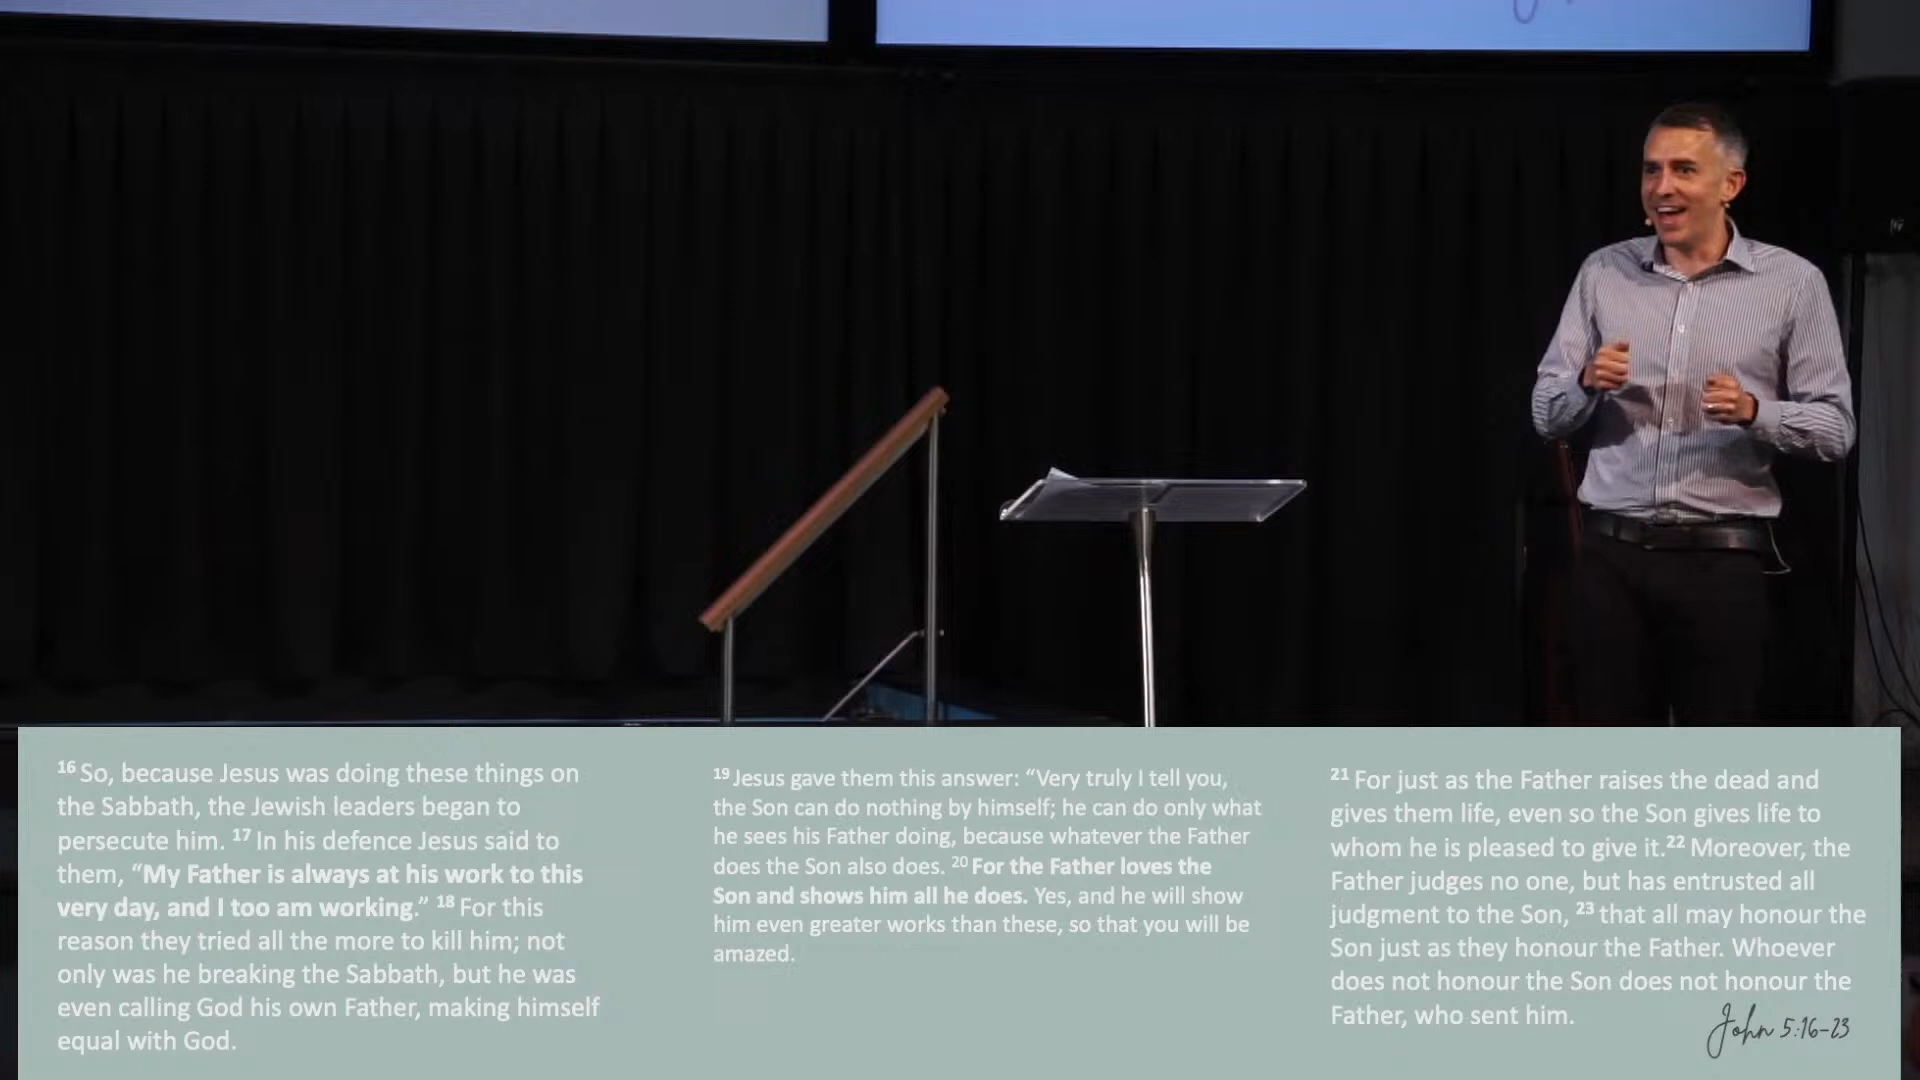 16 So, because Jesus was doing these things on
the Sabbath, the Jewish leaders began to
persecute him. 17 In his defence Jesus said to
them, “My Father is always at his work to this
very day, and I too am working.” 18 For this
reason they tried all the more to kill him; not
only was he breaking the Sabbath, but he was
even calling God his own Father, making himself
equal with God.
19 Jesus gave them this answer: “Very truly I tell you,
the Son can do nothing by himself; he can do only what
he sees his Father doing, because whatever the Father
does the Son also does. 20 For the Father loves the
Son and shows him all he does. Yes, and he will show
him even greater works than these, so that you will be
amazed.
21 For just as the Father raises the dead and
gives them life, even so the Son gives life to
whom he is pleased to give it.22 Moreover, the
Father judges no one, but has entrusted all
judgment to the Son, 23 that all may honour the
Son just as they honour the Father. Whoever
does not honour the Son does not honour the
Father, who sent him.
John 5:16-23